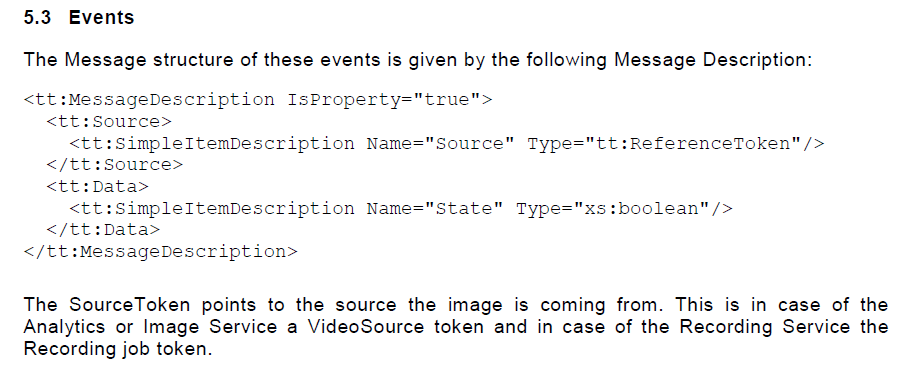 5.3 Events
The Message structure of these events is given by the following Message Description:
<tt:MessageDescription IsProperty="true">
<tt:Source>
<tt:SimpleItemDescription Name="Source" Type="tt:ReferenceToken"/>
</tt:Source>
<tt:Data>
<tt:SimpleItemDescription Name="State" Type="xs:boolean"/>
</tt:Data>
</tt:MessageDescription>
The SourceToken points to the source the image is coming from. This is in case of the
Analytics or Image Service a VideoSource token and in case of the Recording Service the
Recording job token.